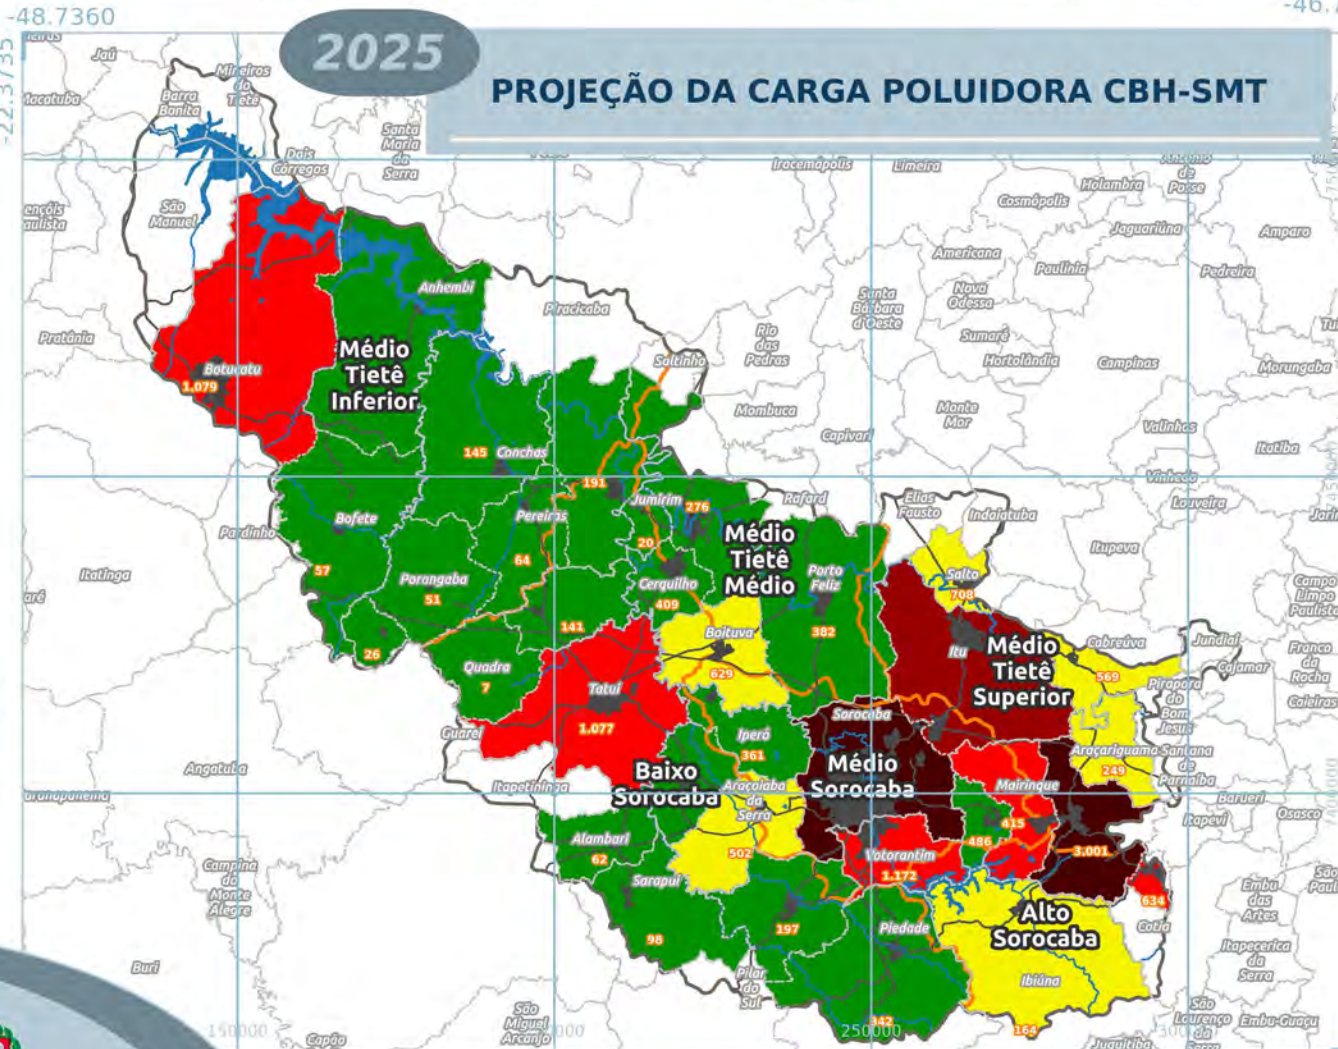 -48.7360
-22.3735
2025
PROJEÇÃO DA CARGA POLUIDORA CBH-SMT
Jaú
Mineiros
do
Tietê
Macatuba
Barra
Bonita
Santa
Maria
da
Serra
Dois
Córregos
Iracemápolis
Limeira
de
Posse
Holambra
Cosmópolis
São
Manuel
Jaguariúna
Amparo
Americana
Paulínia
Pedreira
Anhembi
Nova
Odessa
Santa
Bárbara
d'Oeste
Piracicaba
Rio
das
Pedras
Sumaré
Pratânia
Hortolândia
Campinas
Morungaba
Saltinho
Botucatu
1.079
Médio
Tietê
Inferior
Mombuca
Monte
Mor
Capivari
Valinhos
Itatiba
145
Conchas
Vinhedo
191
Jumirim
276
Rafard
Elias
Fausto
Indaiatuba
Louveira
Bofete
Pereiras
Pardinho
20
Médio
Tietê
Médio
Itupeva
Itatinga
57
64
Porangaba
51
Cerquilho
409
Porto
Feliz
382
Salto
708
Campo
Limpo
Paulista
141
26
Boituva
629
Itu
Médio
Tietê
Superior
Cabreúva
569
Jundiaí
Cajamar
Franco
da
Rocha
Caieiras
Quadra
7
Tatuí
1.077
Pirapora
do
Bom
Jesus
Guareí
Sorocaba
Iperó
361
Araçariguama
249
Santana
de
Parnaíba
Angatuba
Itapetininga
Baixo
Sorocaba
Médio
Sorocaba
Araçoiaba
da
Serra
502
Mairinque
415
Barueri
Itapevi
Osasco
Alambari
62
486
3.001
Votorantim
1.172
Campina
do
Monte
Alegre
Sarapuí
98
634
Cotia
Embu
das
Artes
197
Piedade
Alto
Sorocaba
Itapecerica
da
Serra
Buri
Pilar
do
Sul
Ibiúna
São
Miguel
Arcanjo
Capão
150000
342
250000
164
São
Lourenço
da
Embu-Guaçu
Juquitiba